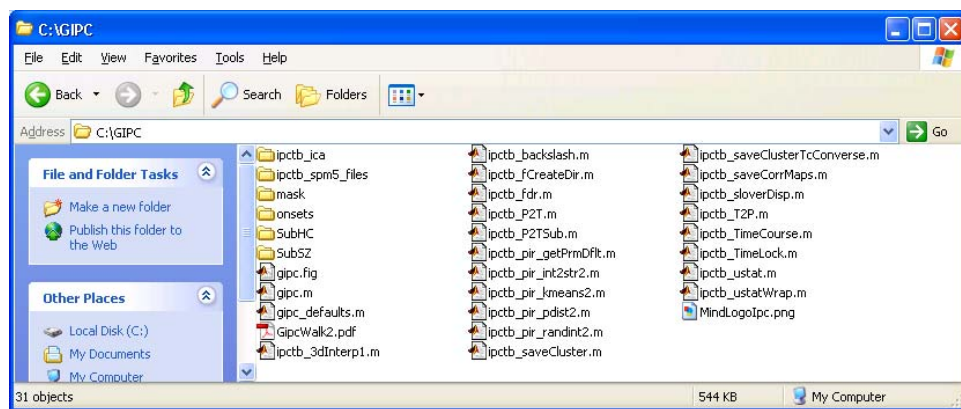 C:\GIPC
File Edit View Favorites Tools Help
Back Search Folders
Address C:\GIPC Go
File and Folder Tasks
Make a new folder
Publish this folder to
the Web
Other Places
Local Disk (C:)
My Documents
My Computer
ipctb_ica
ipctb_spm5_files
mask
onsets
SubHC
SubSZ
gipc.fig
gipc.m
gipc_defaults.m
GipcWalk2.pdf
ipctb_3dInterp1.m
ipctb_backslash.m
ipctb_fCreateDir.m
ipctb_fdr.m
ipctb_P2T.m
ipctb_P2TSub.m
ipctb_pir_getPrmDflt.m
ipctb_pir_int2str2.m
ipctb_pir_kmeans2.m
ipctb_pir_pdist2.m
ipctb_pir_randint2.m
ipctb_saveCluster.m
ipctb_saveClusterTcConverse.m
ipctb_saveCorrMaps.m
ipctb_sloverDisp.m
ipctb_T2P.m
ipctb_TimeCourse.m
ipctb_TimeLock.m
ipctb_ustat.m
ipctb_ustatWrap.m
MindLogoIpc.png
31 objects 544 KB My Computer